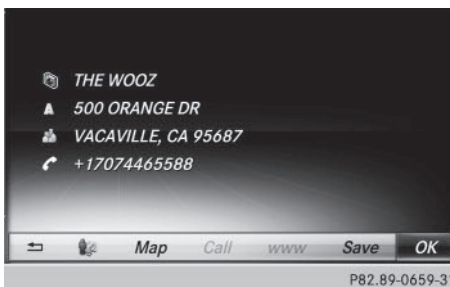 THE WOOZ
A 500 ORANGE DR
VACAVILLE, CA 95687
+17074465588
Map Call www Save OK
P82.89-0659-31